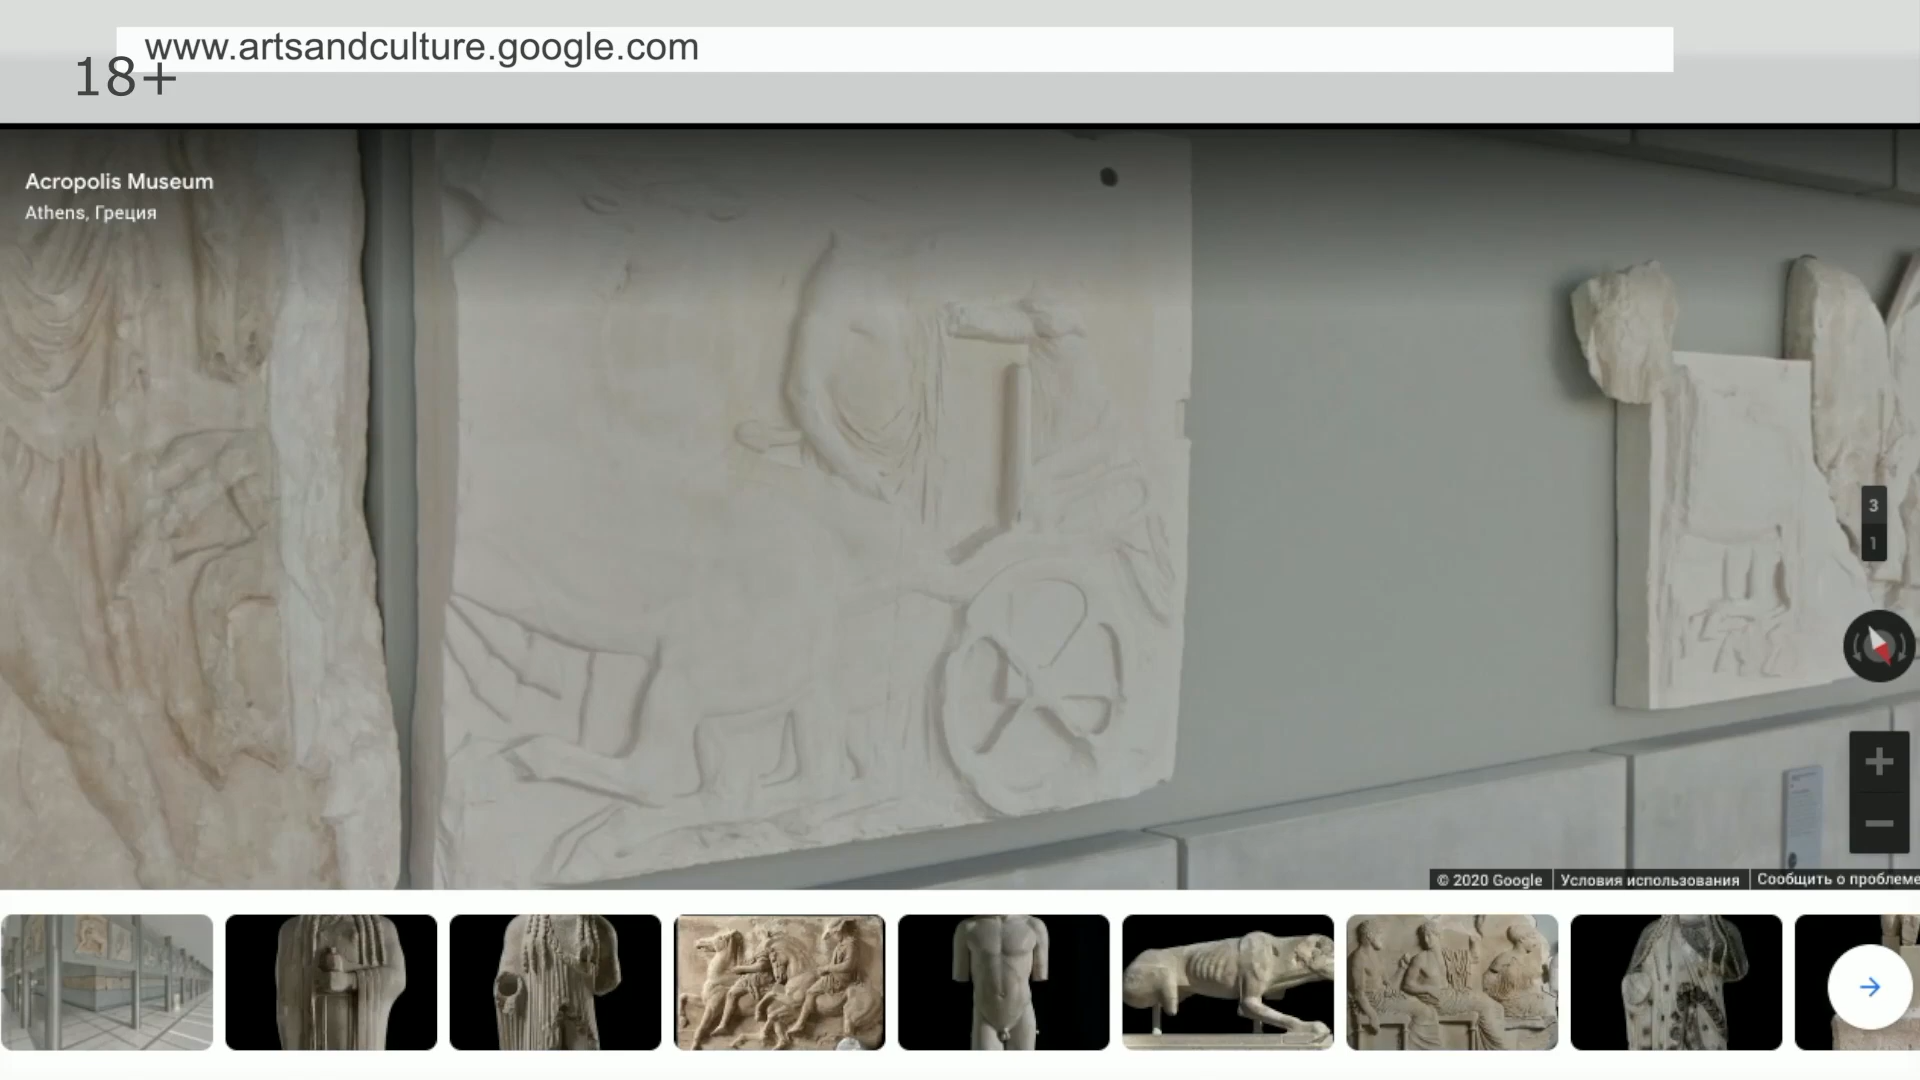 www.artsandculture.google.com
18+
Acropolis Museum
Athens, Греция
3
1
© 2020 Google
Условия использования
Сообщить о проблеме